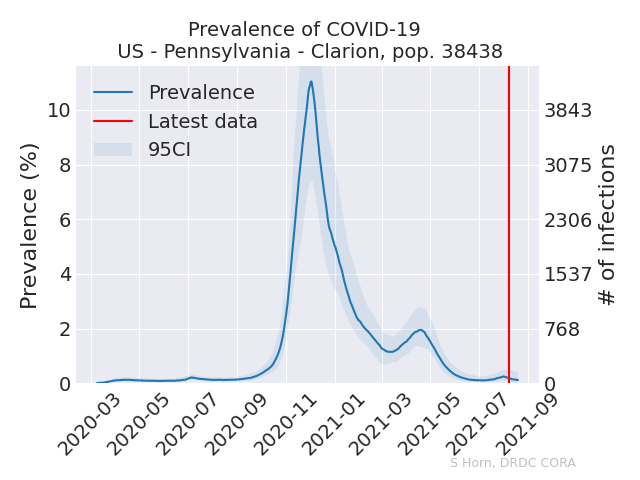 Prevalence of COVID-19
US - Pennsylvania - Clarion, pop. 38438
Prevalence
Latest data
95CI
Prevalence (%)
10
8
6
4
2
0
3843
3075
2306
1537
768
0
# of infections
2020-03
2020-05
2020-07
2020-09
2020-11
2021-01
2021-03
2021-05
2021-07
2021-09
S Horn, DRDC CORA